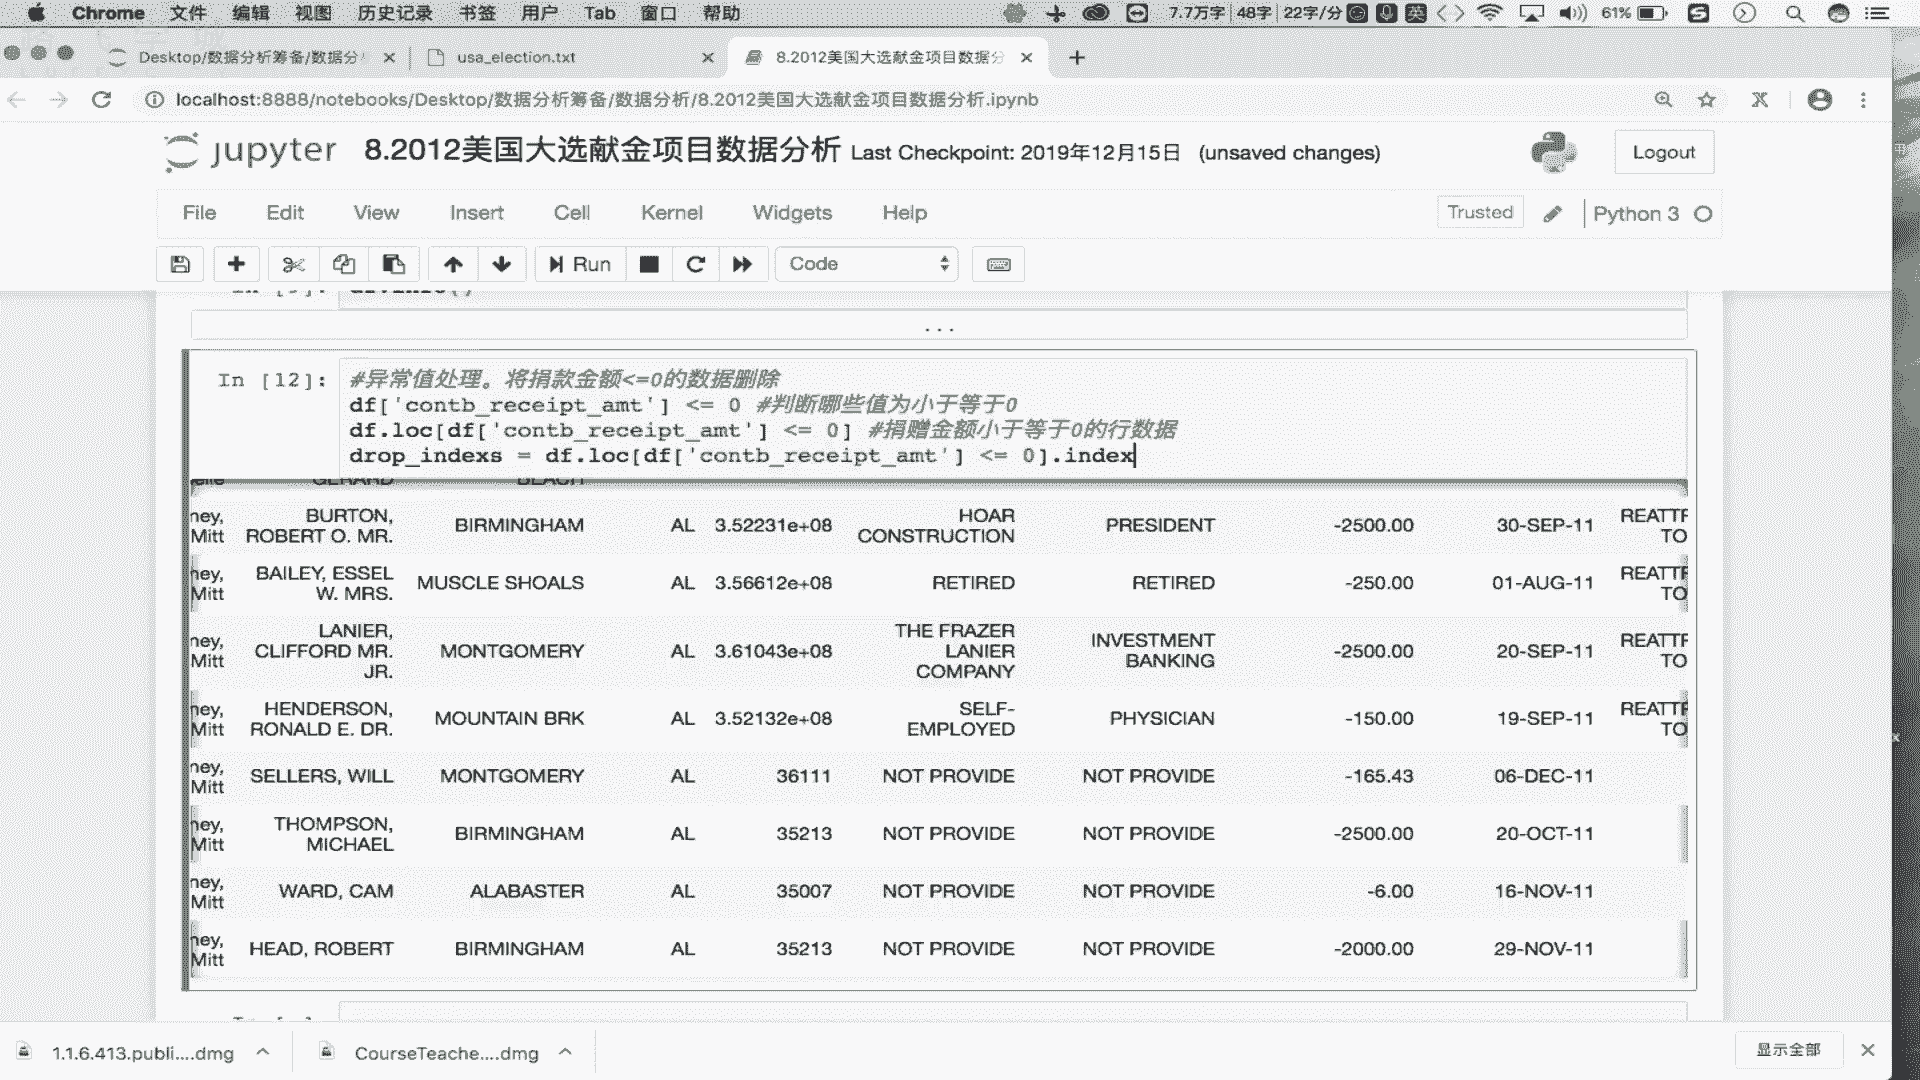 Chrome 文件 编辑 视图 历史记录 书签 用户 Tab 窗口 帮助 7.7万字 48字 22字/分 英 61%
Desktop/数据分析筹备/数据分 usa_election.txt 8.2012美国大选献金项目数据分
localhost:8888/notebooks/Desktop/数据分析筹备/数据分析/8.2012美国大选献金项目数据分析.ipynb
jupyter 8.2012美国大选献金项目数据分析 Last Checkpoint: 2019年12月15日 (unsaved changes) Logout
File Edit View Insert Cell Kernel Widgets Help Trusted Python 3
Run Code
...
In [12]: #异常值处理。将捐款金额<=0的数据删除
df['contb_receipt_amt'] <= 0 #判断哪些值为小于等于0
df.loc[df['contb_receipt_amt'] <= 0] #捐赠金额小于等于0的行数据
drop_indexs = df.loc[df['contb_receipt_amt'] <= 0].index
GERARD BEACH
ney, Mitt BURTON, ROBERT O. MR. BIRMINGHAM AL 3.52231e+08 HOAR CONSTRUCTION PRESIDENT -2500.00 30-SEP-11 REATTR TO
ney, Mitt BAILEY, ESSEL W. MRS. MUSCLE SHOALS AL 3.56612e+08 RETIRED RETIRED -250.00 01-AUG-11 REATTR TO
ney, Mitt LANIER, CLIFFORD MR. JR. MONTGOMERY AL 3.61043e+08 THE FRAZER LANIER COMPANY INVESTMENT BANKING -2500.00 20-SEP-11 REATTR TO
ney, Mitt HENDERSON, RONALD E. DR. MOUNTAIN BRK AL 3.52132e+08 SELF-EMPLOYED PHYSICIAN -150.00 19-SEP-11 REATTR TO
ney, Mitt SELLERS, WILL MONTGOMERY AL 36111 NOT PROVIDE NOT PROVIDE -165.43 06-DEC-11
ney, Mitt THOMPSON, MICHAEL BIRMINGHAM AL 35213 NOT PROVIDE NOT PROVIDE -2500.00 20-OCT-11
ney, Mitt WARD, CAM ALABASTER AL 35007 NOT PROVIDE NOT PROVIDE -6.00 16-NOV-11
ney, Mitt HEAD, ROBERT BIRMINGHAM AL 35213 NOT PROVIDE NOT PROVIDE -2000.00 29-NOV-11
1.1.6.413.publi....dmg CourseTeache....dmg 显示全部